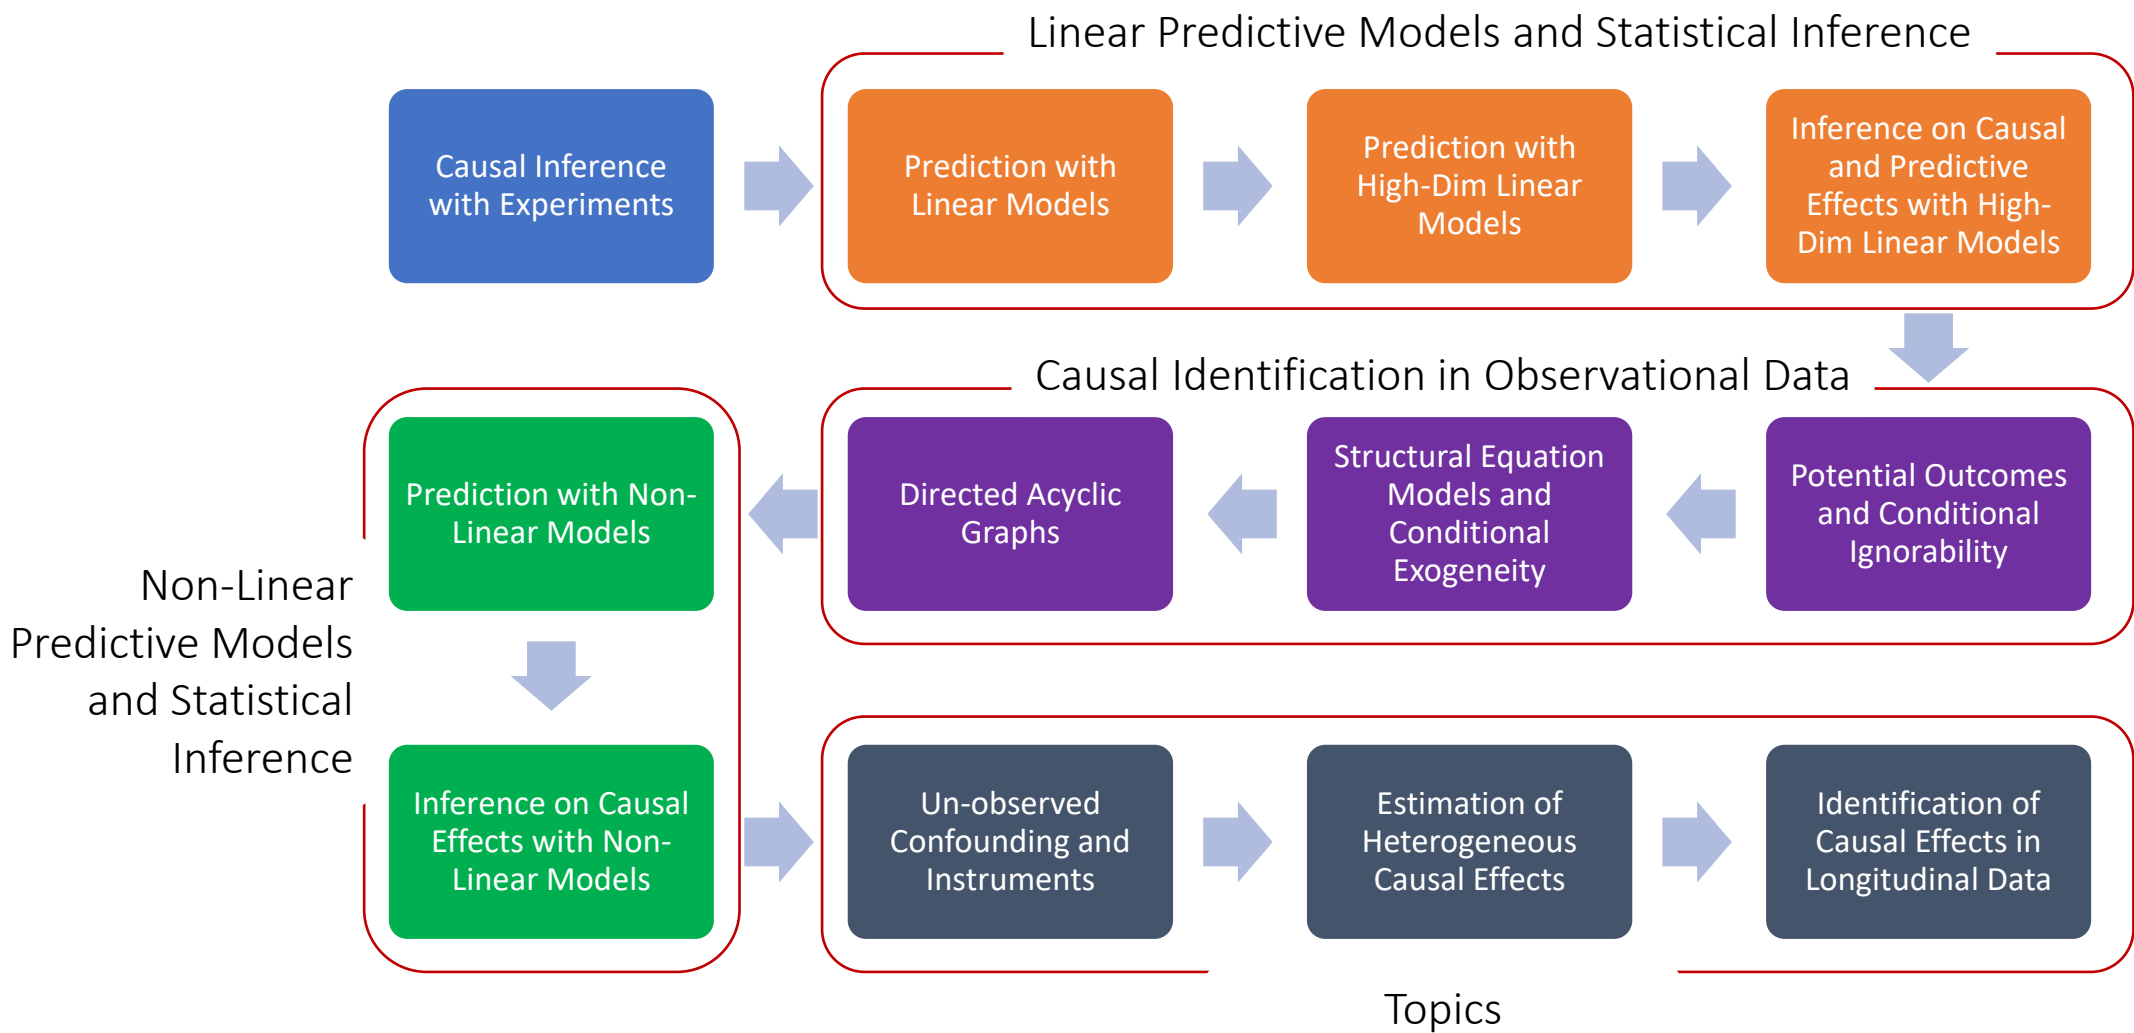 Linear Predictive Models and Statistical Inference
Causal Inference
with Experiments
Prediction with
Linear Models
Prediction with
High-Dim Linear
Models
Inference on Causal
and Predictive
Effects with High-
Dim Linear Models
Causal Identification in Observational Data
Potential Outcomes
and Conditional
Ignorability
Structural Equation
Models and
Conditional
Exogeneity
Directed Acyclic
Graphs
Non-Linear
Predictive Models
and Statistical
Inference
Prediction with Non-
Linear Models
Inference on Causal
Effects with Non-
Linear Models
Un-observed
Confounding and
Instruments
Estimation of
Heterogeneous
Causal Effects
Identification of
Causal Effects in
Longitudinal Data
Topics